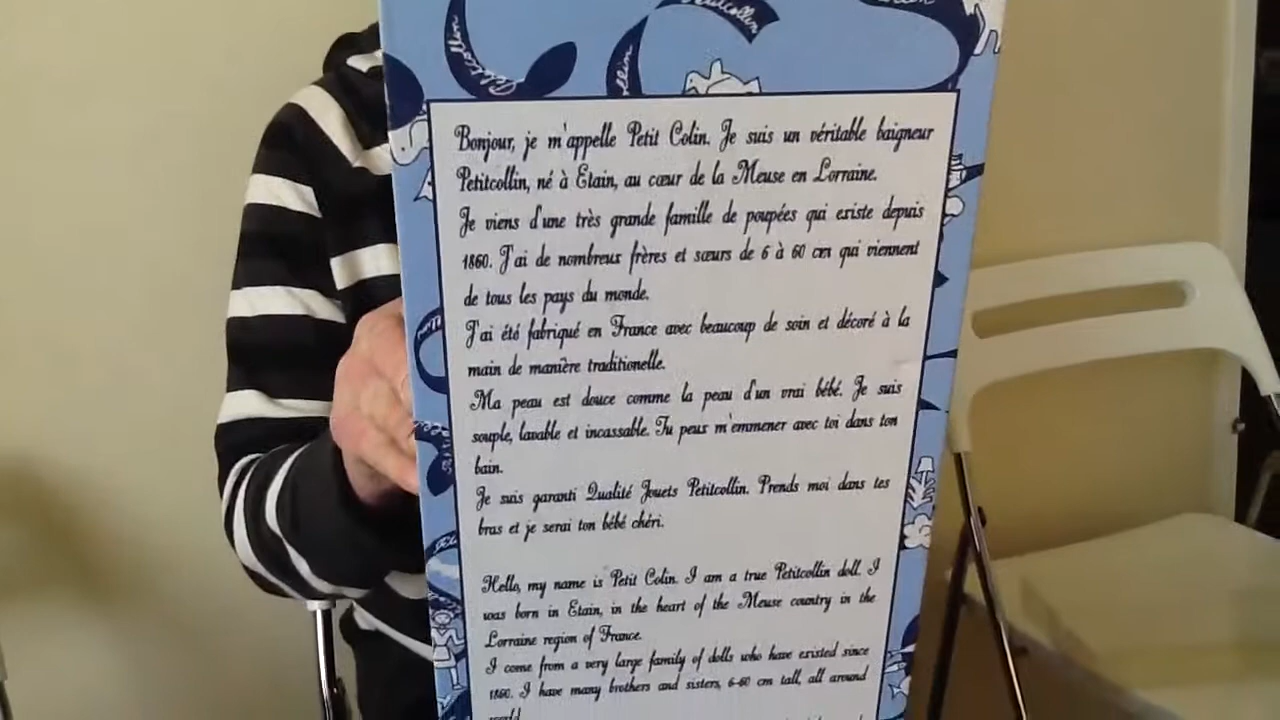 Petitcollin
Petitcollin
Bonjour, je m'appelle Petit Colin. Je suis un véritable baigneur
Petitcollin, né à Etain, au cœur de la Meuse en Lorraine.
Je viens d'une très grande famille de poupées qui existe depuis
1860. J'ai de nombreux frères et sœurs de 6 à 60 cm qui viennent
de tous les pays du monde.
J'ai été fabriqué en France avec beaucoup de soin et décoré à la
main de manière traditionelle.
Ma peau est douce comme la peau d'un vrai bébé. Je suis
souple, lavable et incassable. Tu peux m'emmener avec toi dans ton
bain.
Je suis garanti Qualité Jouets Petitcollin. Prends moi dans tes
bras et je serai ton bébé chéri.
Hello, my name is Petit Colin. I am a true Petitcollin doll. I
was born in Etain, in the heart of the Meuse country in the
Lorraine region of France.
I come from a very large family of dolls who have existed since
1860. I have many brothers and sisters, 6-60 cm tall, all around
world